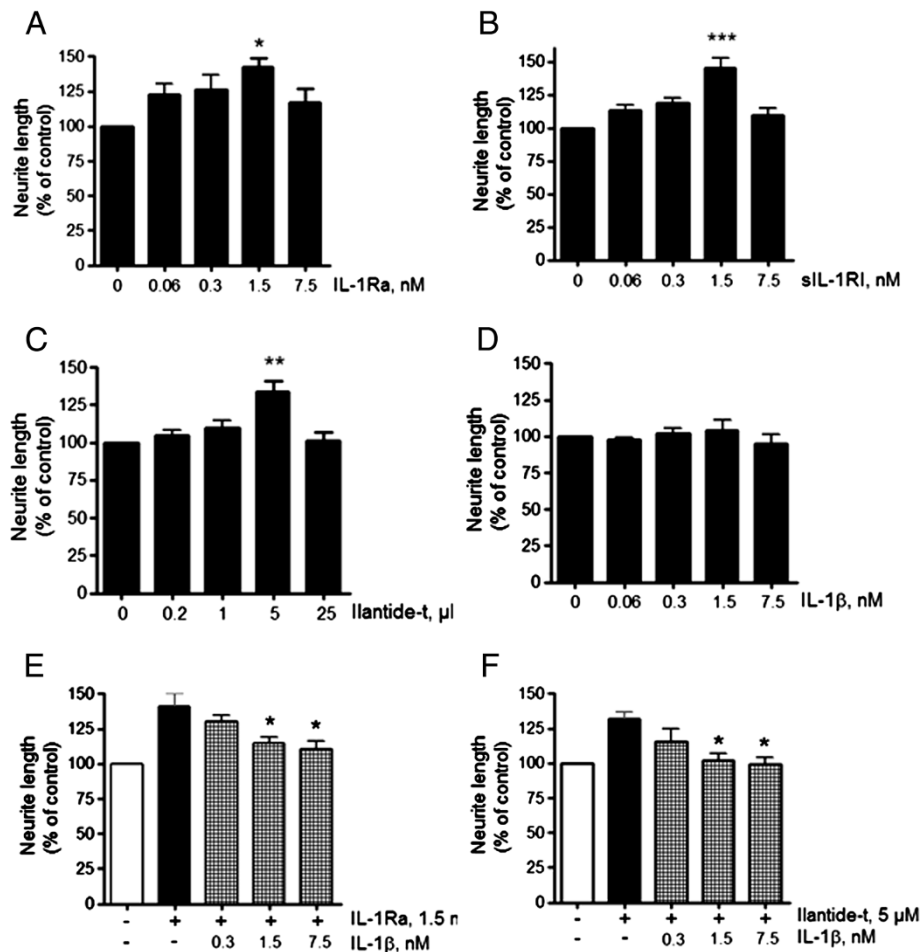 A
*
150
125
100
75
50
25
0
Neurite length
(% of control)
0 0.06 0.3 1.5 7.5 IL-1Ra, nM
B
***
150
125
100
75
50
25
0
Neurite length
(% of control)
0 0.06 0.3 1.5 7.5 sIL-1RI, nM
C
**
150
125
100
75
50
25
0
Neurite length
(% of control)
0 0.2 1 5 25 Ilantide-t, µl
D
150
125
100
75
50
25
0
Neurite length
(% of control)
0 0.06 0.3 1.5 7.5 IL-1β, nM
E
* *
150
125
100
75
50
25
0
Neurite length
(% of control)
- + + + + IL-1Ra, 1.5 n
- - 0.3 1.5 7.5 IL-1β, nM
F
* *
150
125
100
75
50
25
0
Neurite length
(% of control)
- + + + + Ilantide-t, 5 µM
- - 0.3 1.5 7.5 IL-1β, nM